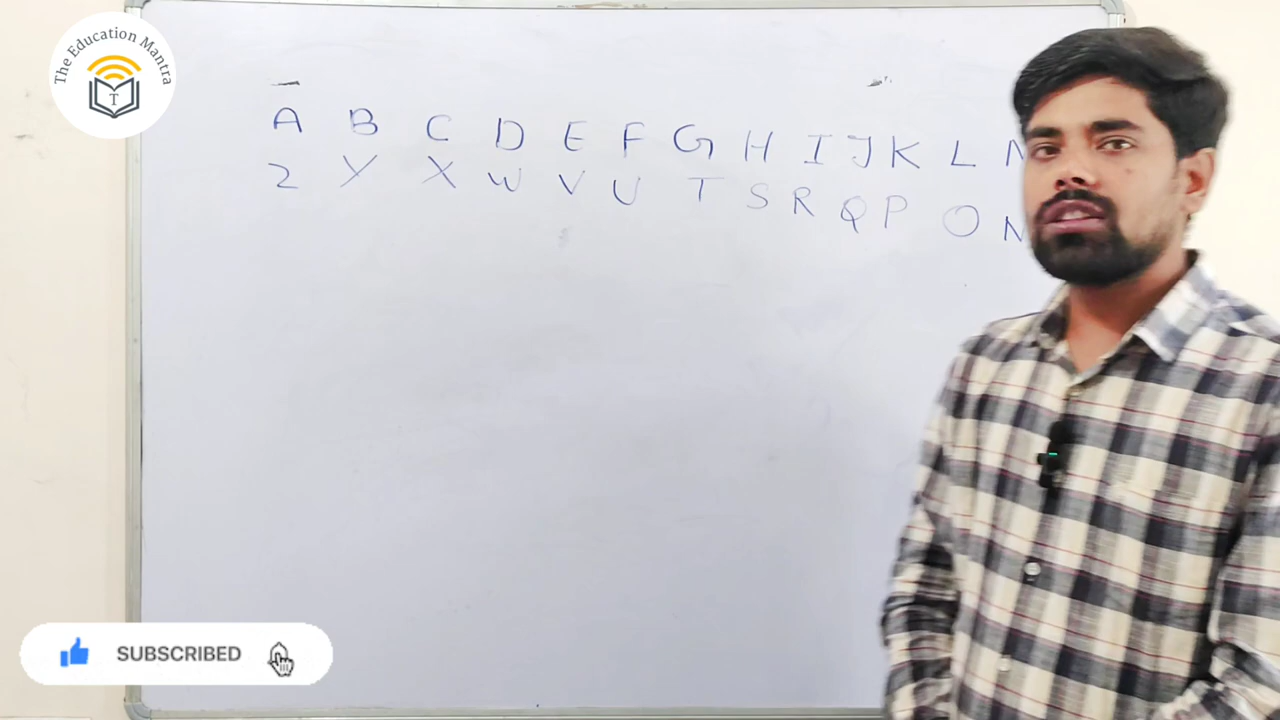 The Education Mantra
T
A B C D E F G H I J K L
Z Y X W V U T S R Q P O N
SUBSCRIBED